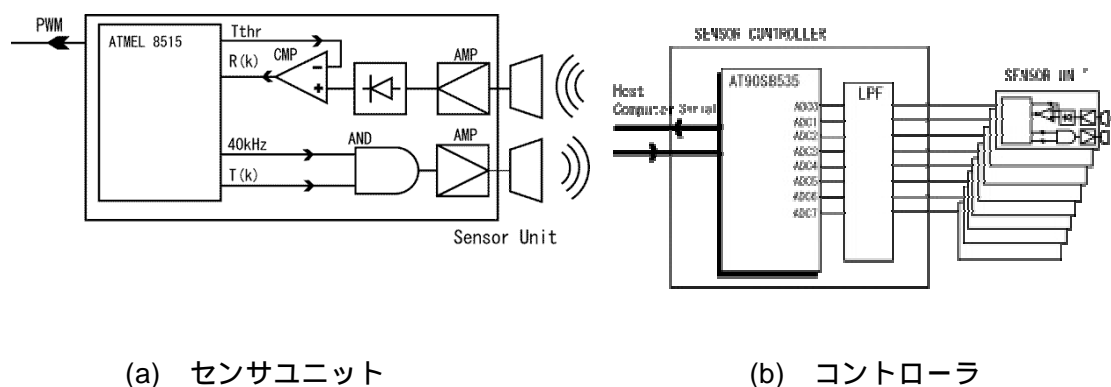 PWM
ATMEL 8515
Tthr
R(k)
CMP
AMP
40kHz
T(k)
AND
AMP
Sensor Unit
SENSOR CONTROLLER
Host
Computer
Serial
AT90S8535
LPF
ADC0
ADC1
ADC2
ADC3
ADC4
ADC5
ADC6
ADC7
SENSOR
(a) センサユニット
(b) コントローラ